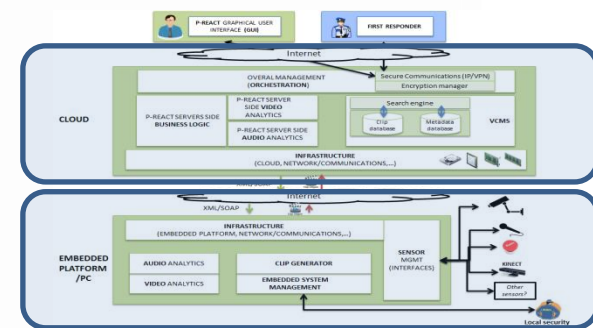 P-REACT GRAPHICAL USER
INTERFACE (GUI)
FIRST RESPONDER
Internet
CLOUD
OVERAL MANAGEMENT
(ORCHESTRATION)
Secure Communications (IP/VPN)
Encryption manager
P-REACT SERVERS SIDE
BUSINESS LOGIC
P-REACT SERVER
SIDE VIDEO
ANALYTICS
P-REACT SERVER SIDE
AUDIO ANALYTICS
Search engine
Clip
database
Metadata
database
VCMS
INFRASTRUCTURE
(CLOUD, NETWORK/COMMUNICATIONS,...)
XML/SOAP
Internet
XML/SOAP
EMBEDDED
PLATFORM
/PC
INFRASTRUCTURE
(EMBEDDED PLATFORM, NETWORK/COMMUNICATIONS,...)
AUDIO ANALYTICS
VIDEO ANALYTICS
CLIP GENERATOR
EMBEDDED SYSTEM
MANAGEMENT
SENSOR
MGMT
(INTERFACES)
KINECT
Other
sensors?
Local security